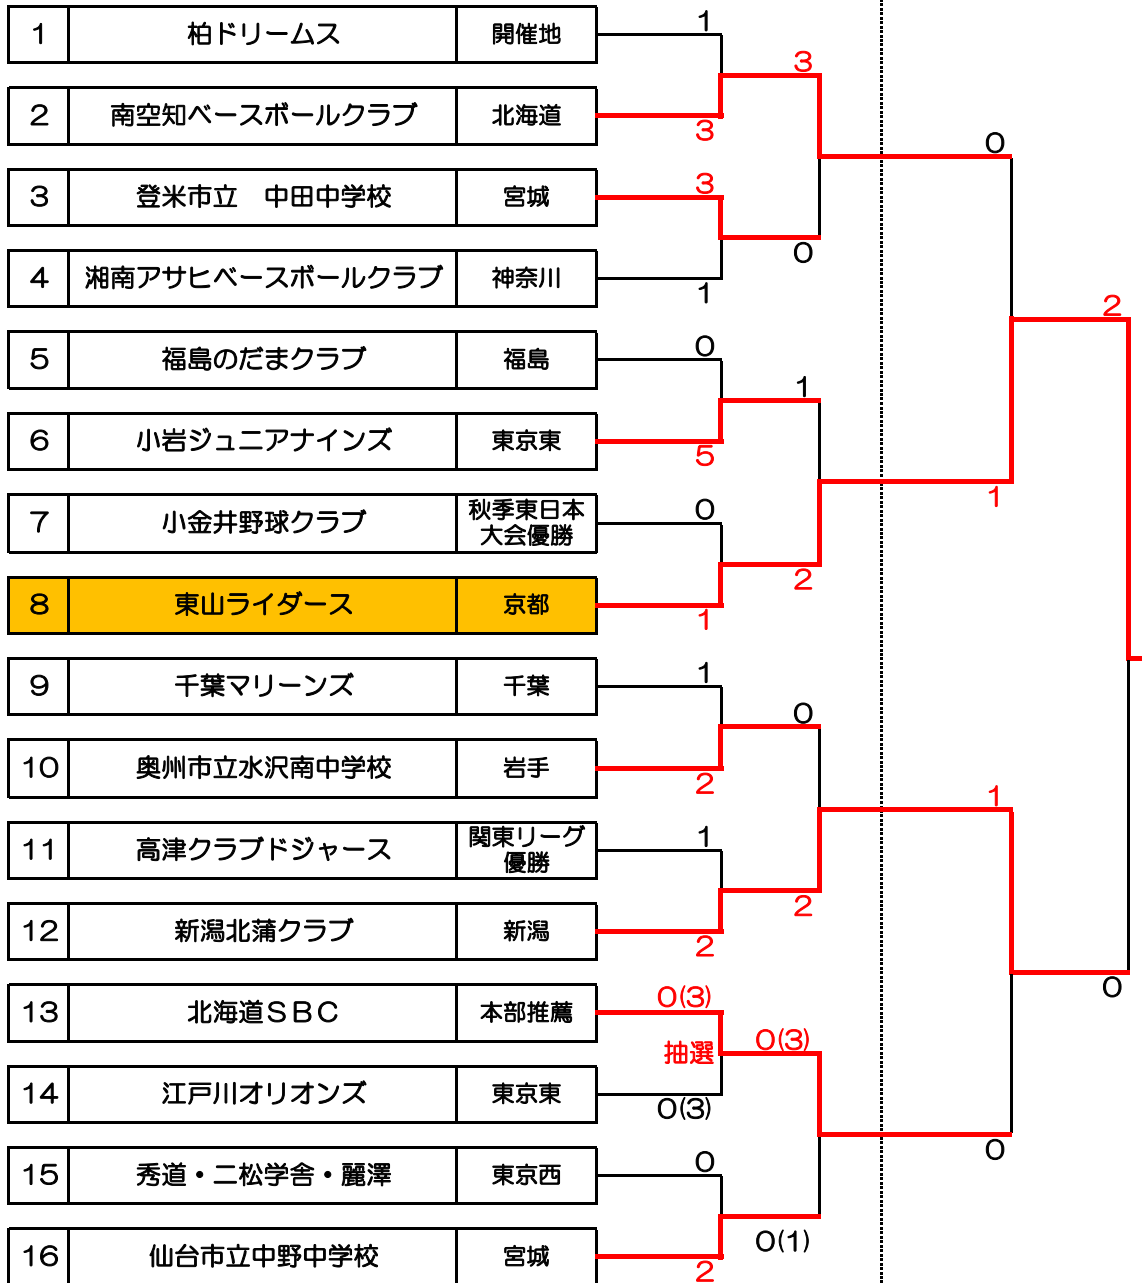 1 柏ドリームス 開催地 1
3
2 南空知ベースボールクラブ 北海道 3
0
3 登米市立　中田中学校 宮城 3
0
4 湘南アサヒベースボールクラブ 神奈川 1
2
5 福島のだまクラブ 福島 0
1
6 小岩ジュニアナインズ 東京東 5
1
7 小金井野球クラブ 秋季東日本 0
大会優勝
2
8 東山ライダース 京都 1
9 千葉マリーンズ 千葉 1
0
10 奥州市立水沢南中学校 岩手 2
1
11 高津クラブドジャース 関東リーグ 1
優勝
2
12 新潟北蒲クラブ 新潟 2
0
13 北海道ＳＢＣ 本部推薦 0(3)
抽選 0(3)
14 江戸川オリオンズ 東京東 0(3)
0
15 秀道・二松学舎・麗澤 東京西 0
0(1)
16 仙台市立中野中学校 宮城 2